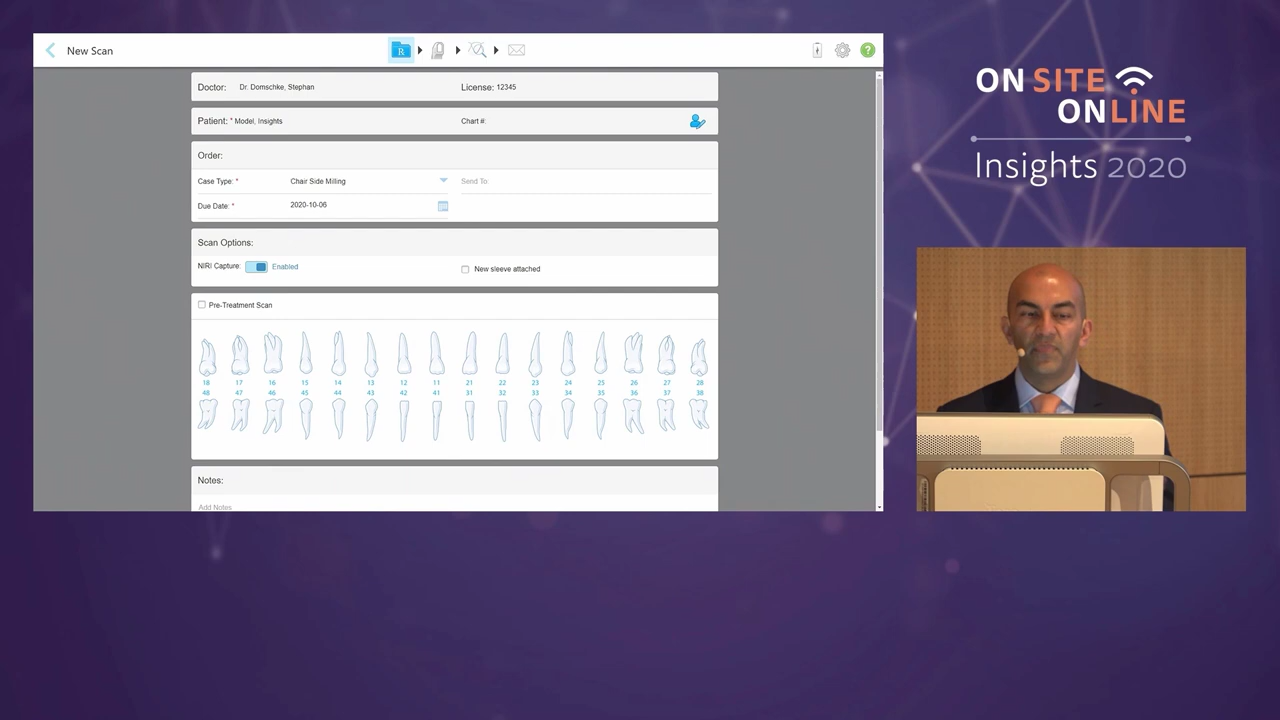 New Scan
R
?
Doctor: Dr. Domschke, Stephan License: 12345
Patient: * Model, Insights Chart #:
Order:
Case Type: * Chair Side Milling Send To:
Due Date: * 2020-10-06
Scan Options:
NIRI Capture: Enabled New sleeve attached
Pre-Treatment Scan
18 17 16 15 14 13 12 11 21 22 23 24 25 26 27 28
48 47 46 45 44 43 42 41 31 32 33 34 35 36 37 38
Notes:
Add Notes
ON SITE
ONLINE
Insights 2020